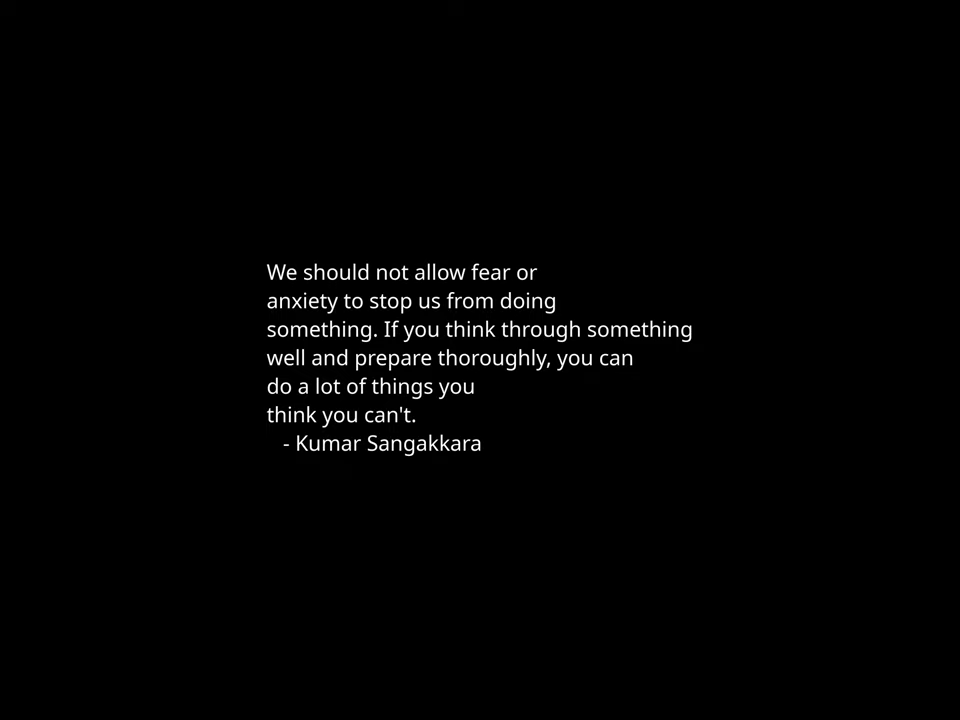 We should not allow fear or
anxiety to stop us from doing
something. If you think through something
well and prepare thoroughly, you can
do a lot of things you
think you can't.
- Kumar Sangakkara